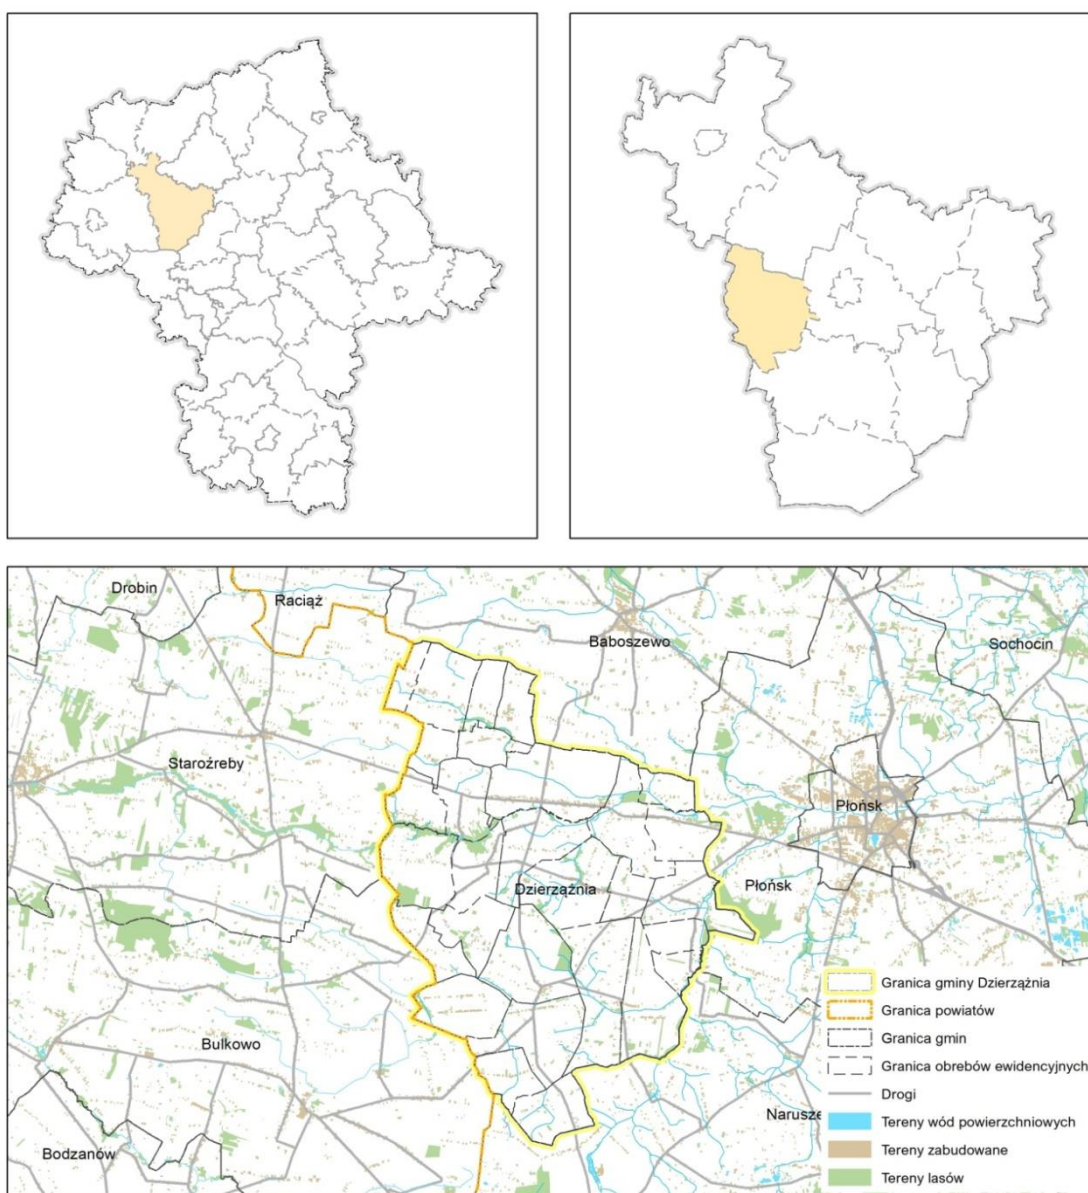 Drobin
Raciąż
Baboszewo
Sochocin
Staroźreby
Płońsk
Dzierzążnia
Płońsk
Granica gminy Dzierzążnia
Granica powiatów
Bulkowo
Granica gmin
Granica obrebów ewidencyjnych
Drogi
Narusze
Tereny wód powierzchniowych
Bodzanów
Tereny zabudowane
Tereny lasów